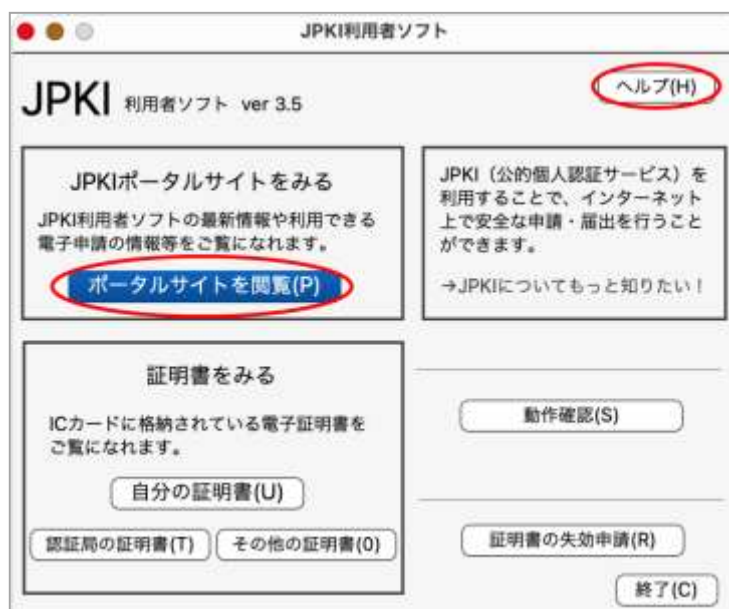 JPKI利用者ソフト
JPKI 利用者ソフト ver 3.5
ヘルプ(H)
JPKIポータルサイトをみる
JPKI利用者ソフトの最新情報や利用できる
電子申請の情報等をご覧になれます。
ポータルサイトを閲覧(P)
JPKI（公的個人認証サービス）を
利用することで、インターネット
上で安全な申請・届出を行うこと
ができます。
→JPKIについてもっと知りたい！
証明書をみる
ICカードに格納されている電子証明書を
ご覧になれます。
自分の証明書(U)
認証局の証明書(T)
その他の証明書(O)
動作確認(S)
証明書の失効申請(R)
終了(C)